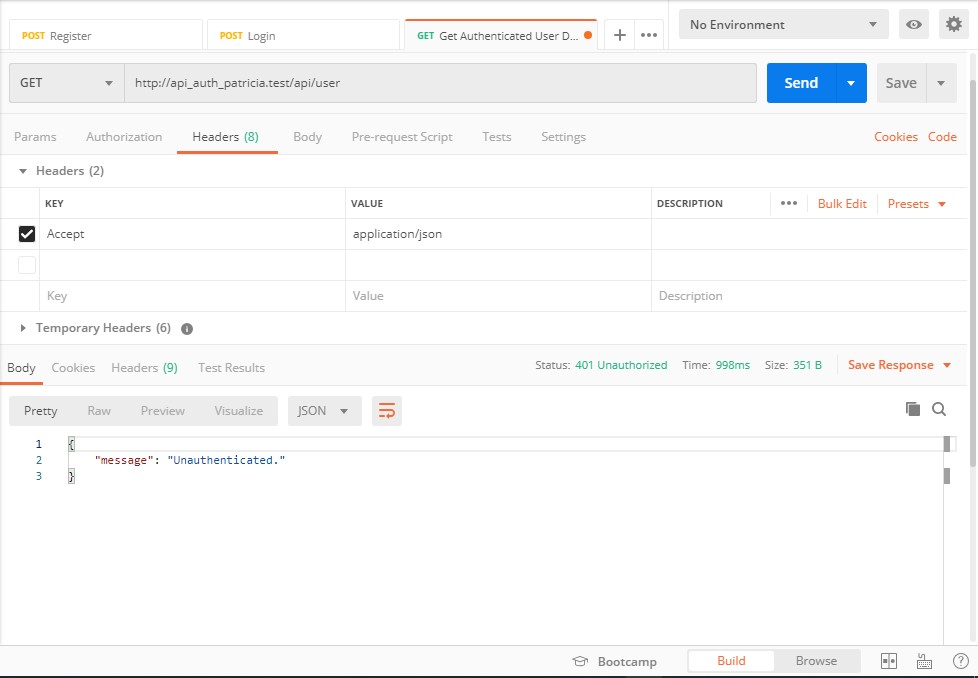 POST Register POST Login GET Get Authenticated User D... + ••• No Environment
GET http://api_auth_patricia.test/api/user Send Save
Params Authorization Headers (8) Body Pre-request Script Tests Settings Cookies Code
Headers (2)
KEY VALUE DESCRIPTION ••• Bulk Edit Presets
Accept application/json
Key Value Description
Temporary Headers (6) i
Body Cookies Headers (9) Test Results Status: 401 Unauthorized Time: 998ms Size: 351 B Save Response
Pretty Raw Preview Visualize JSON
1 {
2 "message": "Unauthenticated."
3 }
Bootcamp Build Browse ?